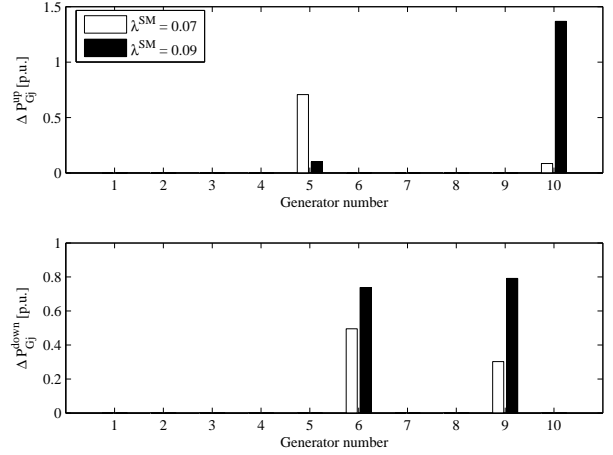 1.5
1
0.5
0
Δ P_Gj^up [p.u.]
λ^SM = 0.07
λ^SM = 0.09
1 2 3 4 5 6 7 8 9 10
Generator number
1
0.8
0.6
0.4
0.2
0
Δ P_Gj^down [p.u.]
1 2 3 4 5 6 7 8 9 10
Generator number